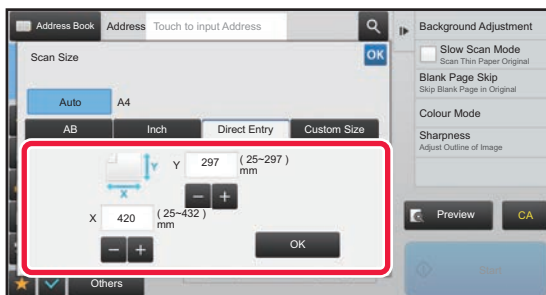 Address Book
Address
Touch to input Address
Scan Size
OK
Auto
A4
AB
Inch
Direct Entry
Custom Size
Y
Y
297
(25~297)
mm
X
X
420
(25~432)
mm
OK
Others
Background Adjustment
Slow Scan Mode
Scan Thin Paper Original
Blank Page Skip
Skip Blank Page in Original
Colour Mode
Sharpness
Adjust Outline of Image
Preview
CA
Start